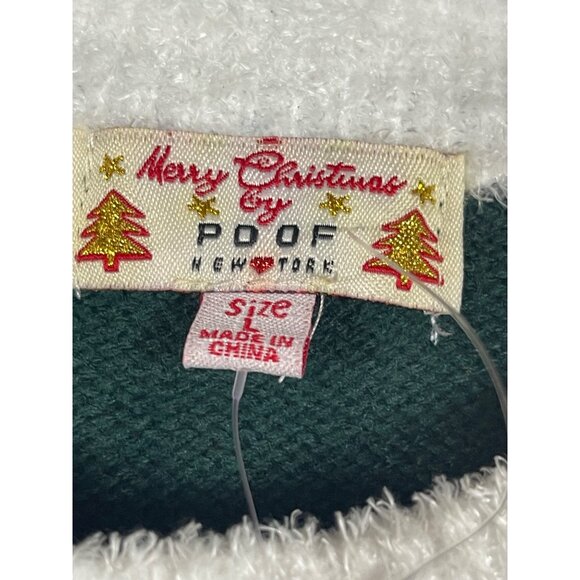 Merry Christmas
by
POOF
NEW YORK
Size
L
MADE IN
CHINA